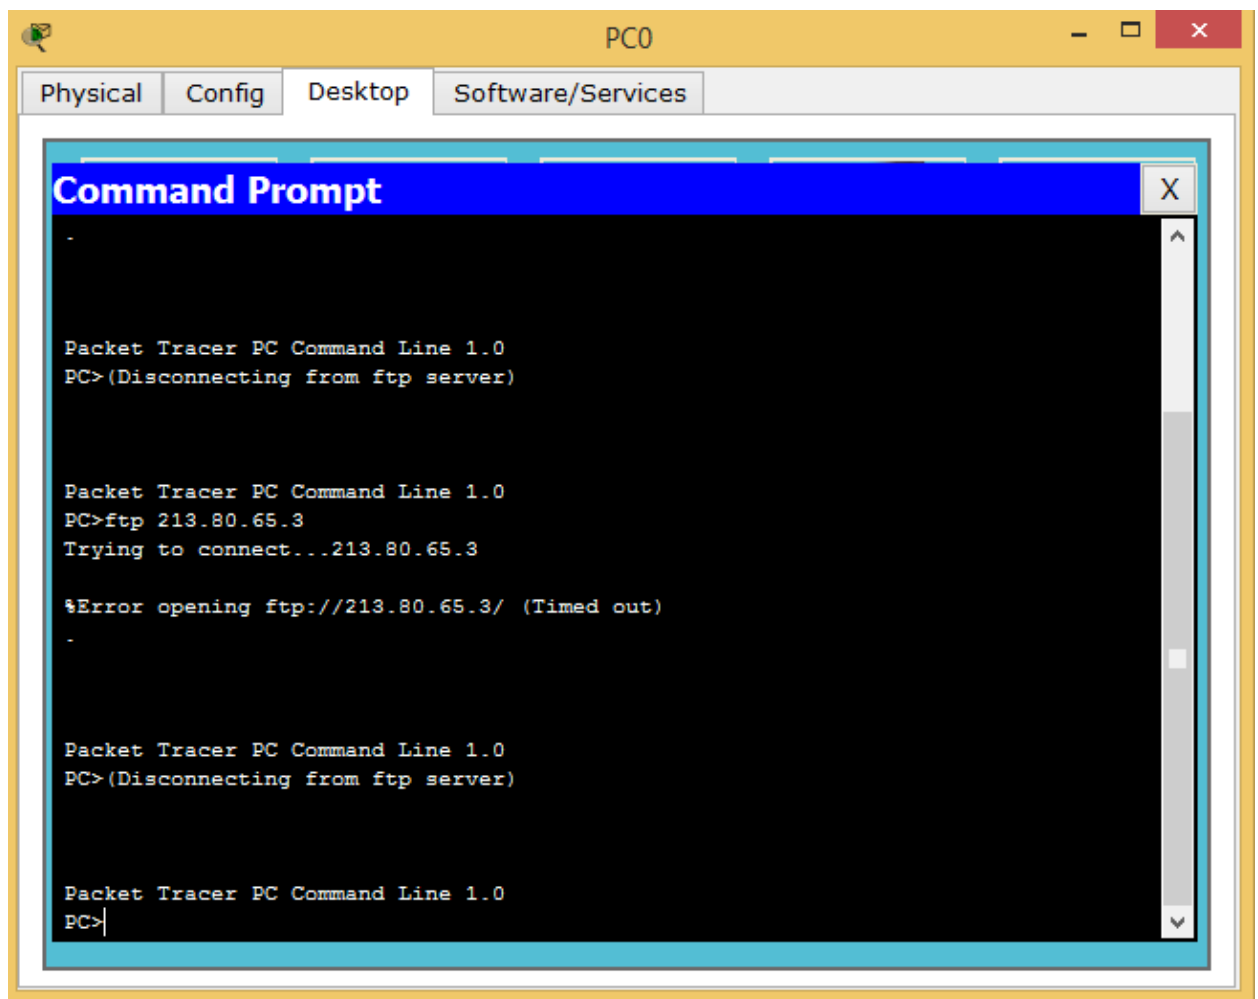 PC0
Physical Config Desktop Software/Services
Command Prompt X
-
Packet Tracer PC Command Line 1.0
PC>(Disconnecting from ftp server)
Packet Tracer PC Command Line 1.0
PC>ftp 213.80.65.3
Trying to connect...213.80.65.3
%Error opening ftp://213.80.65.3/ (Timed out)
-
Packet Tracer PC Command Line 1.0
PC>(Disconnecting from ftp server)
Packet Tracer PC Command Line 1.0
PC>